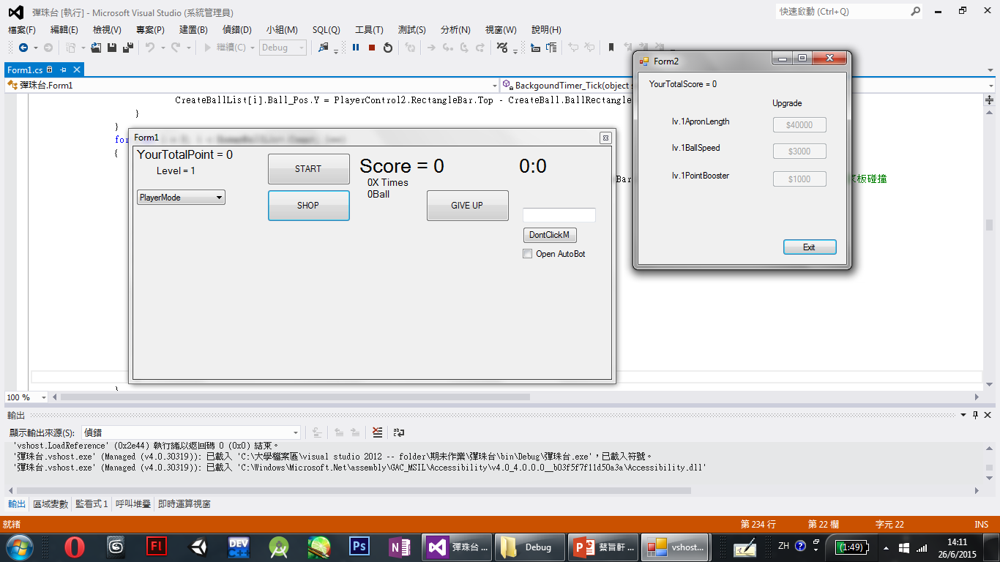 彈珠台 [執行] - Microsoft Visual Studio (系統管理員)
快速啟動 (Ctrl+Q)
檔案(F) 編輯(E) 檢視(V) 專案(P) 建置(B) 偵錯(D) 小組(M) SQL(Q) 工具(T) 測試(S) 分析(N) 視窗(W) 說明(H)
繼續(C) Debug
Form1.cs
彈珠台.Form1
BackgoundTimer_Tick(object s
CreateBallList[i].Ball_Pos.Y = PlayerControl2.RectangleBar.Top - CreateBall.BallRectangle
}
}
for
{
Bar
家板碰撞
}
Form1
YourTotalPoint = 0
Level = 1
PlayerMode
START
SHOP
Score = 0
0X Times
0Ball
GIVE UP
0:0
DontClickM
Open AutoBot
Form2
YourTotalScore = 0
Upgrade
lv.1ApronLength $40000
lv.1BallSpeed $3000
lv.1PointBooster $1000
Exit
100 %
輸出
顯示輸出來源(S): 偵錯
'vshost.LoadReference' (0x2e44) 執行緒以返回碼 0 (0x0) 結束。
'彈珠台.vshost.exe' (Managed (v4.0.30319)): 已載入 'C:\大學檔案區\visual studio 2012 -- folder\期末作業\彈珠台\bin\Debug\彈珠台.exe'，已載入符號。
'彈珠台.vshost.exe' (Managed (v4.0.30319)): 已載入 'C:\Windows\Microsoft.Net\assembly\GAC_MSIL\Accessibility\v4.0_4.0.0.0__b03f5f7f11d50a3a\Accessibility.dll'
輸出 區域變數 監看式 1 呼叫堆疊 即時運算視窗
就緒 第 234 行 第 22 欄 字元 22 INS
Fl
DEV
C++
Ps
N
彈珠台 ...
Debug
蔡旨軒 ...
vshost...
ZH
(1:49)
14:11
26/6/2015